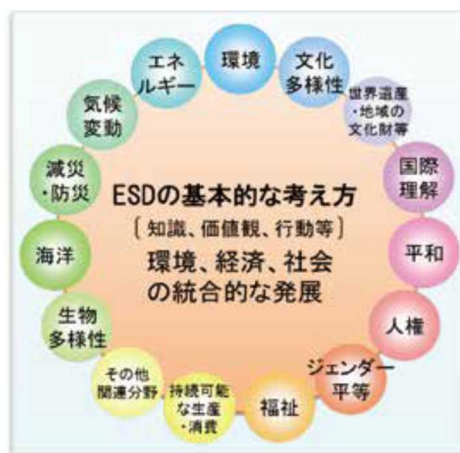 環境
文化
多様性
世界遺産
・地域の
文化財等
国際
理解
平和
人権
ジェンダー
平等
福祉
持続可能
な生産
・消費
その他
関連分野
生物
多様性
海洋
減災
・防災
気候
変動
エネ
ルギー
ESDの基本的な考え方
[知識、価値観、行動等]
環境、経済、社会
の統合的な発展